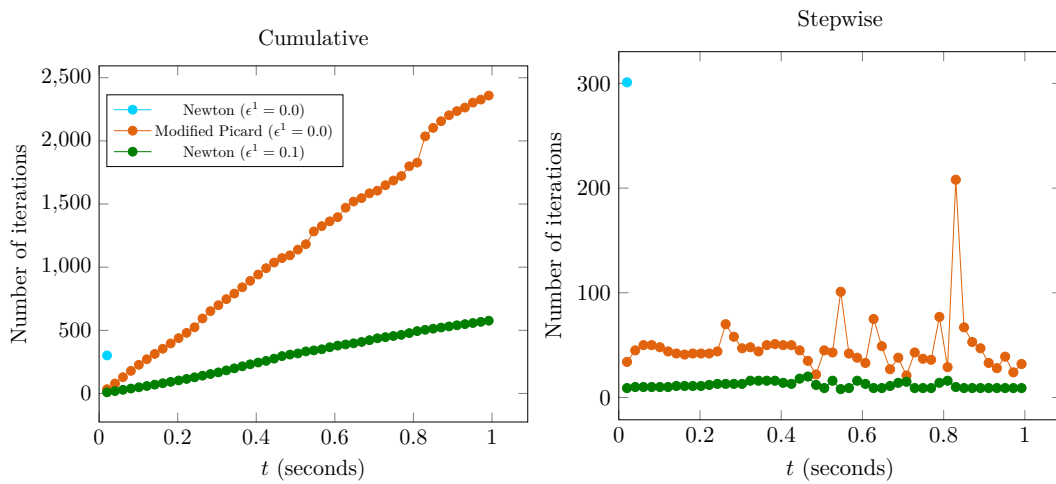 Cumulative
2,500
2,000
1,500
1,000
500
0
Number of iterations
Newton (ϵ¹ = 0.0)
Modified Picard (ϵ¹ = 0.0)
Newton (ϵ¹ = 0.1)
0 0.2 0.4 0.6 0.8 1
t (seconds)
Stepwise
300
200
100
0
Number of iterations
0 0.2 0.4 0.6 0.8 1
t (seconds)